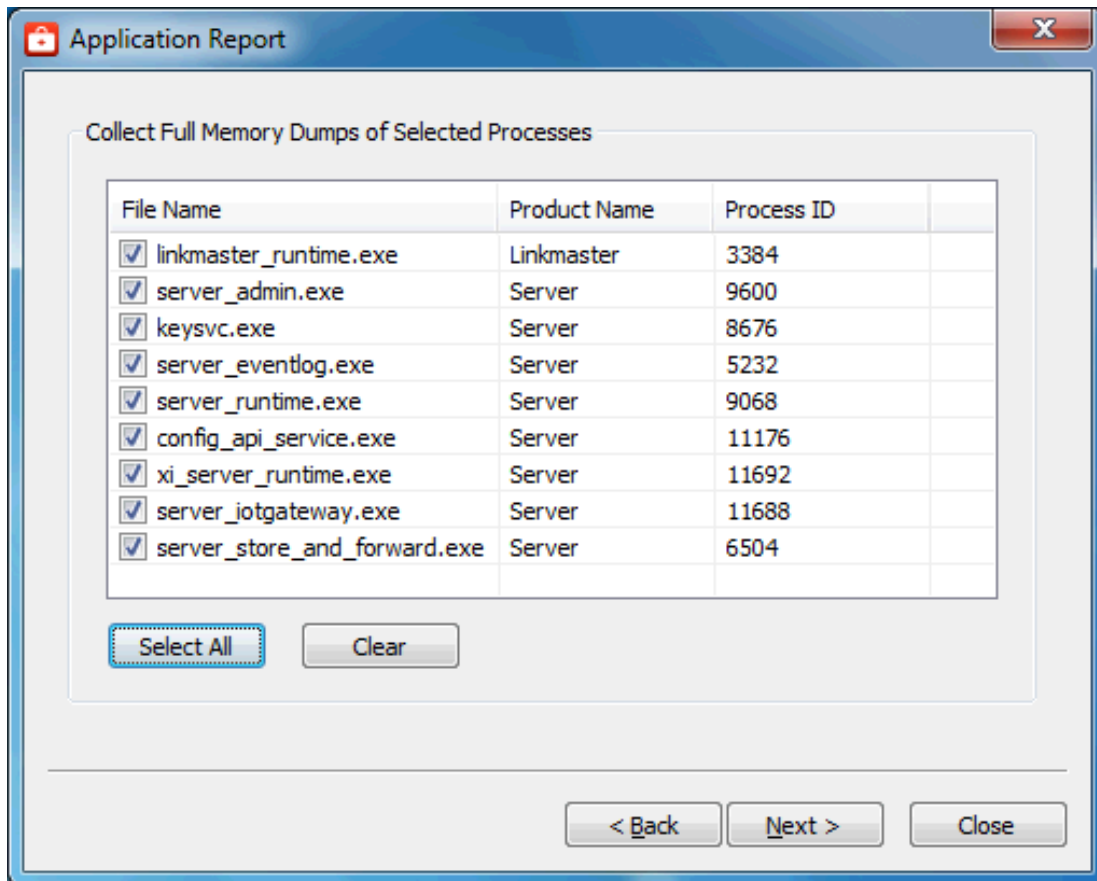 Application Report
Collect Full Memory Dumps of Selected Processes
File Name Product Name Process ID
linkmaster_runtime.exe Linkmaster 3384
server_admin.exe Server 9600
keysvc.exe Server 8676
server_eventlog.exe Server 5232
server_runtime.exe Server 9068
config_api_service.exe Server 11176
xi_server_runtime.exe Server 11692
server_iotgateway.exe Server 11688
server_store_and_forward.exe Server 6504
Select All Clear
< Back Next > Close